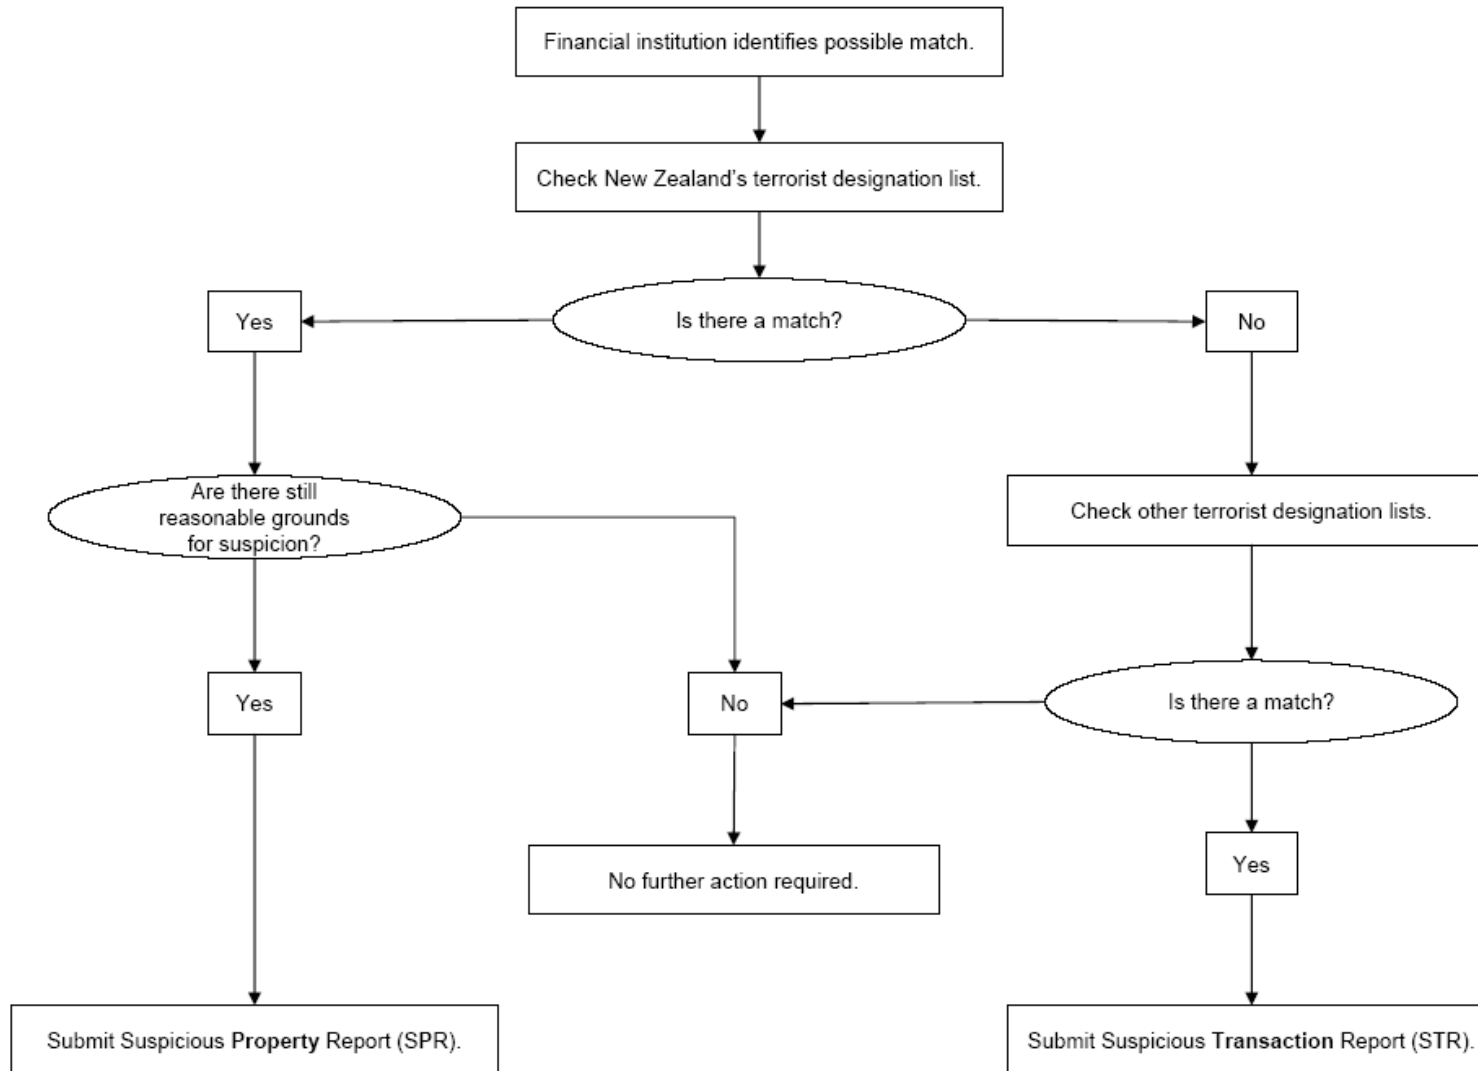 Financial institution identifies possible match.
Check New Zealand's terrorist designation list.
Yes
Is there a match?
No
Are there still
reasonable grounds
for suspicion?
Check other terrorist designation lists.
Yes
No
Is there a match?
No further action required.
Yes
Submit Suspicious Property Report (SPR).
Submit Suspicious Transaction Report (STR).